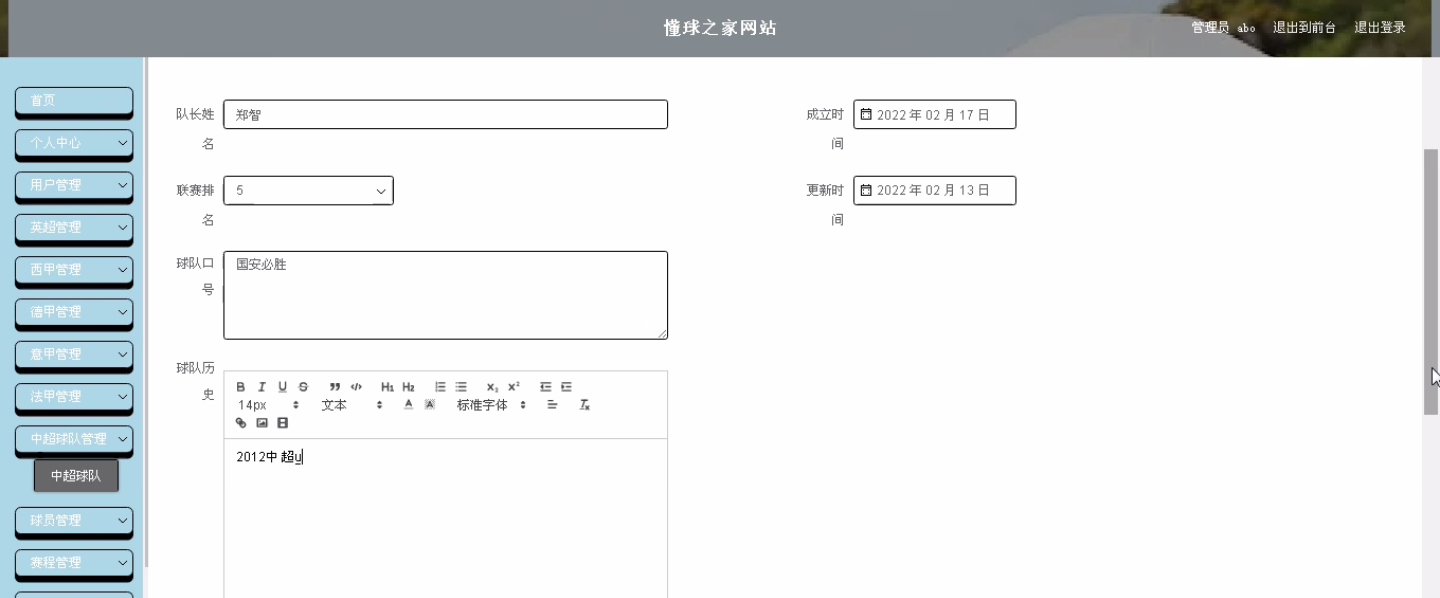 懂球之家网站
管理员 abo 退出到前台 退出登录
首页
个人中心
用户管理
英超管理
西甲管理
德甲管理
意甲管理
法甲管理
中超球队管理
中超球队
球员管理
赛程管理
队长姓名 郑智
成立时间 2022 年 02 月 17 日
联赛排名 5
更新时间 2022 年 02 月 13 日
球队口号 国安必胜
球队历史
B I U S ” </> H1 H2 X₂ X²
14px 文本 A A 标准字体 Tx
2012中 超u